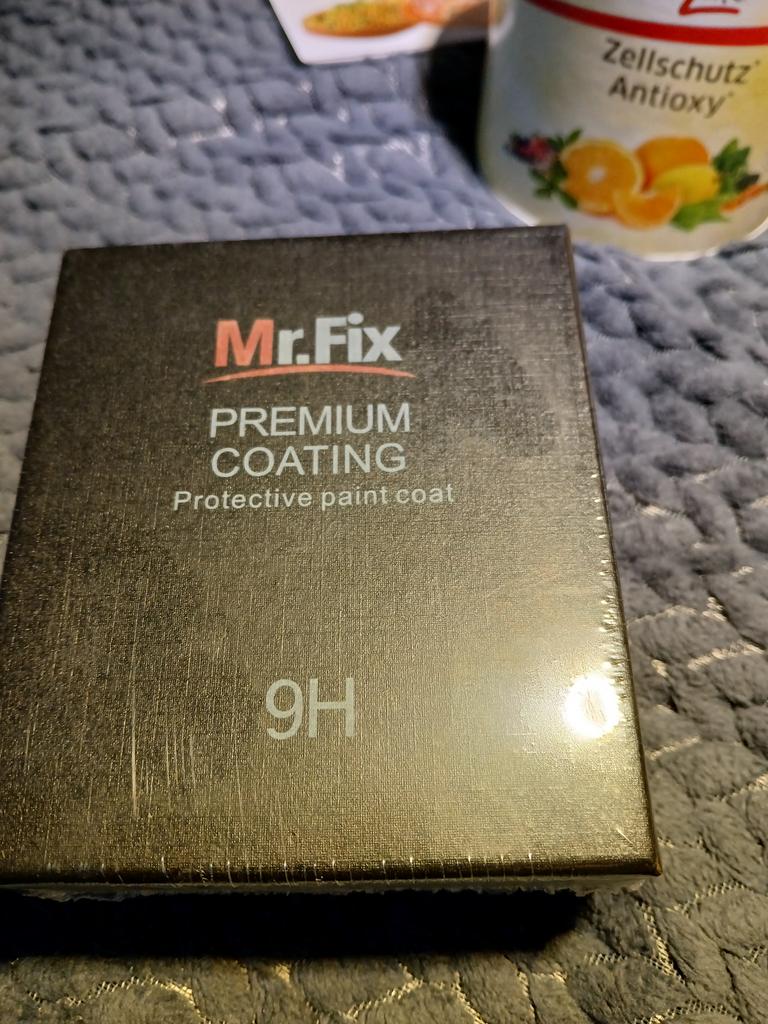 Zellschutz*
Antioxy*
Mr.Fix
PREMIUM
COATING
Protective paint coat
9H